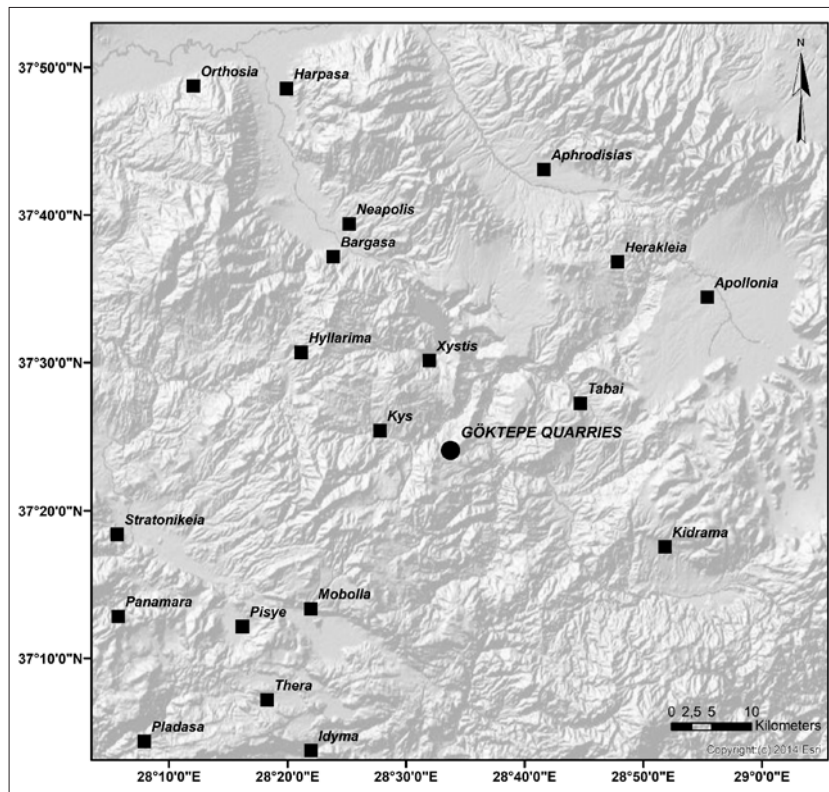 N
37°50'0"N
Orthosia
Harpasa
Aphrodisias
37°40'0"N
Neapolis
Bargasa
Herakleia
Apollonia
37°30'0"N
Hyllarima
Xystis
Tabai
Kys
GÖKTEPE QUARRIES
37°20'0"N
Stratonikeia
Kidrama
Panamara
Pisye
Mobolla
37°10'0"N
Thera
Pladasa
Idyma
0 2,5 5 10
Kilometers
Copyright:(c) 2014 Esri
28°10'0"E 28°20'0"E 28°30'0"E 28°40'0"E 28°50'0"E 29°0'0"E